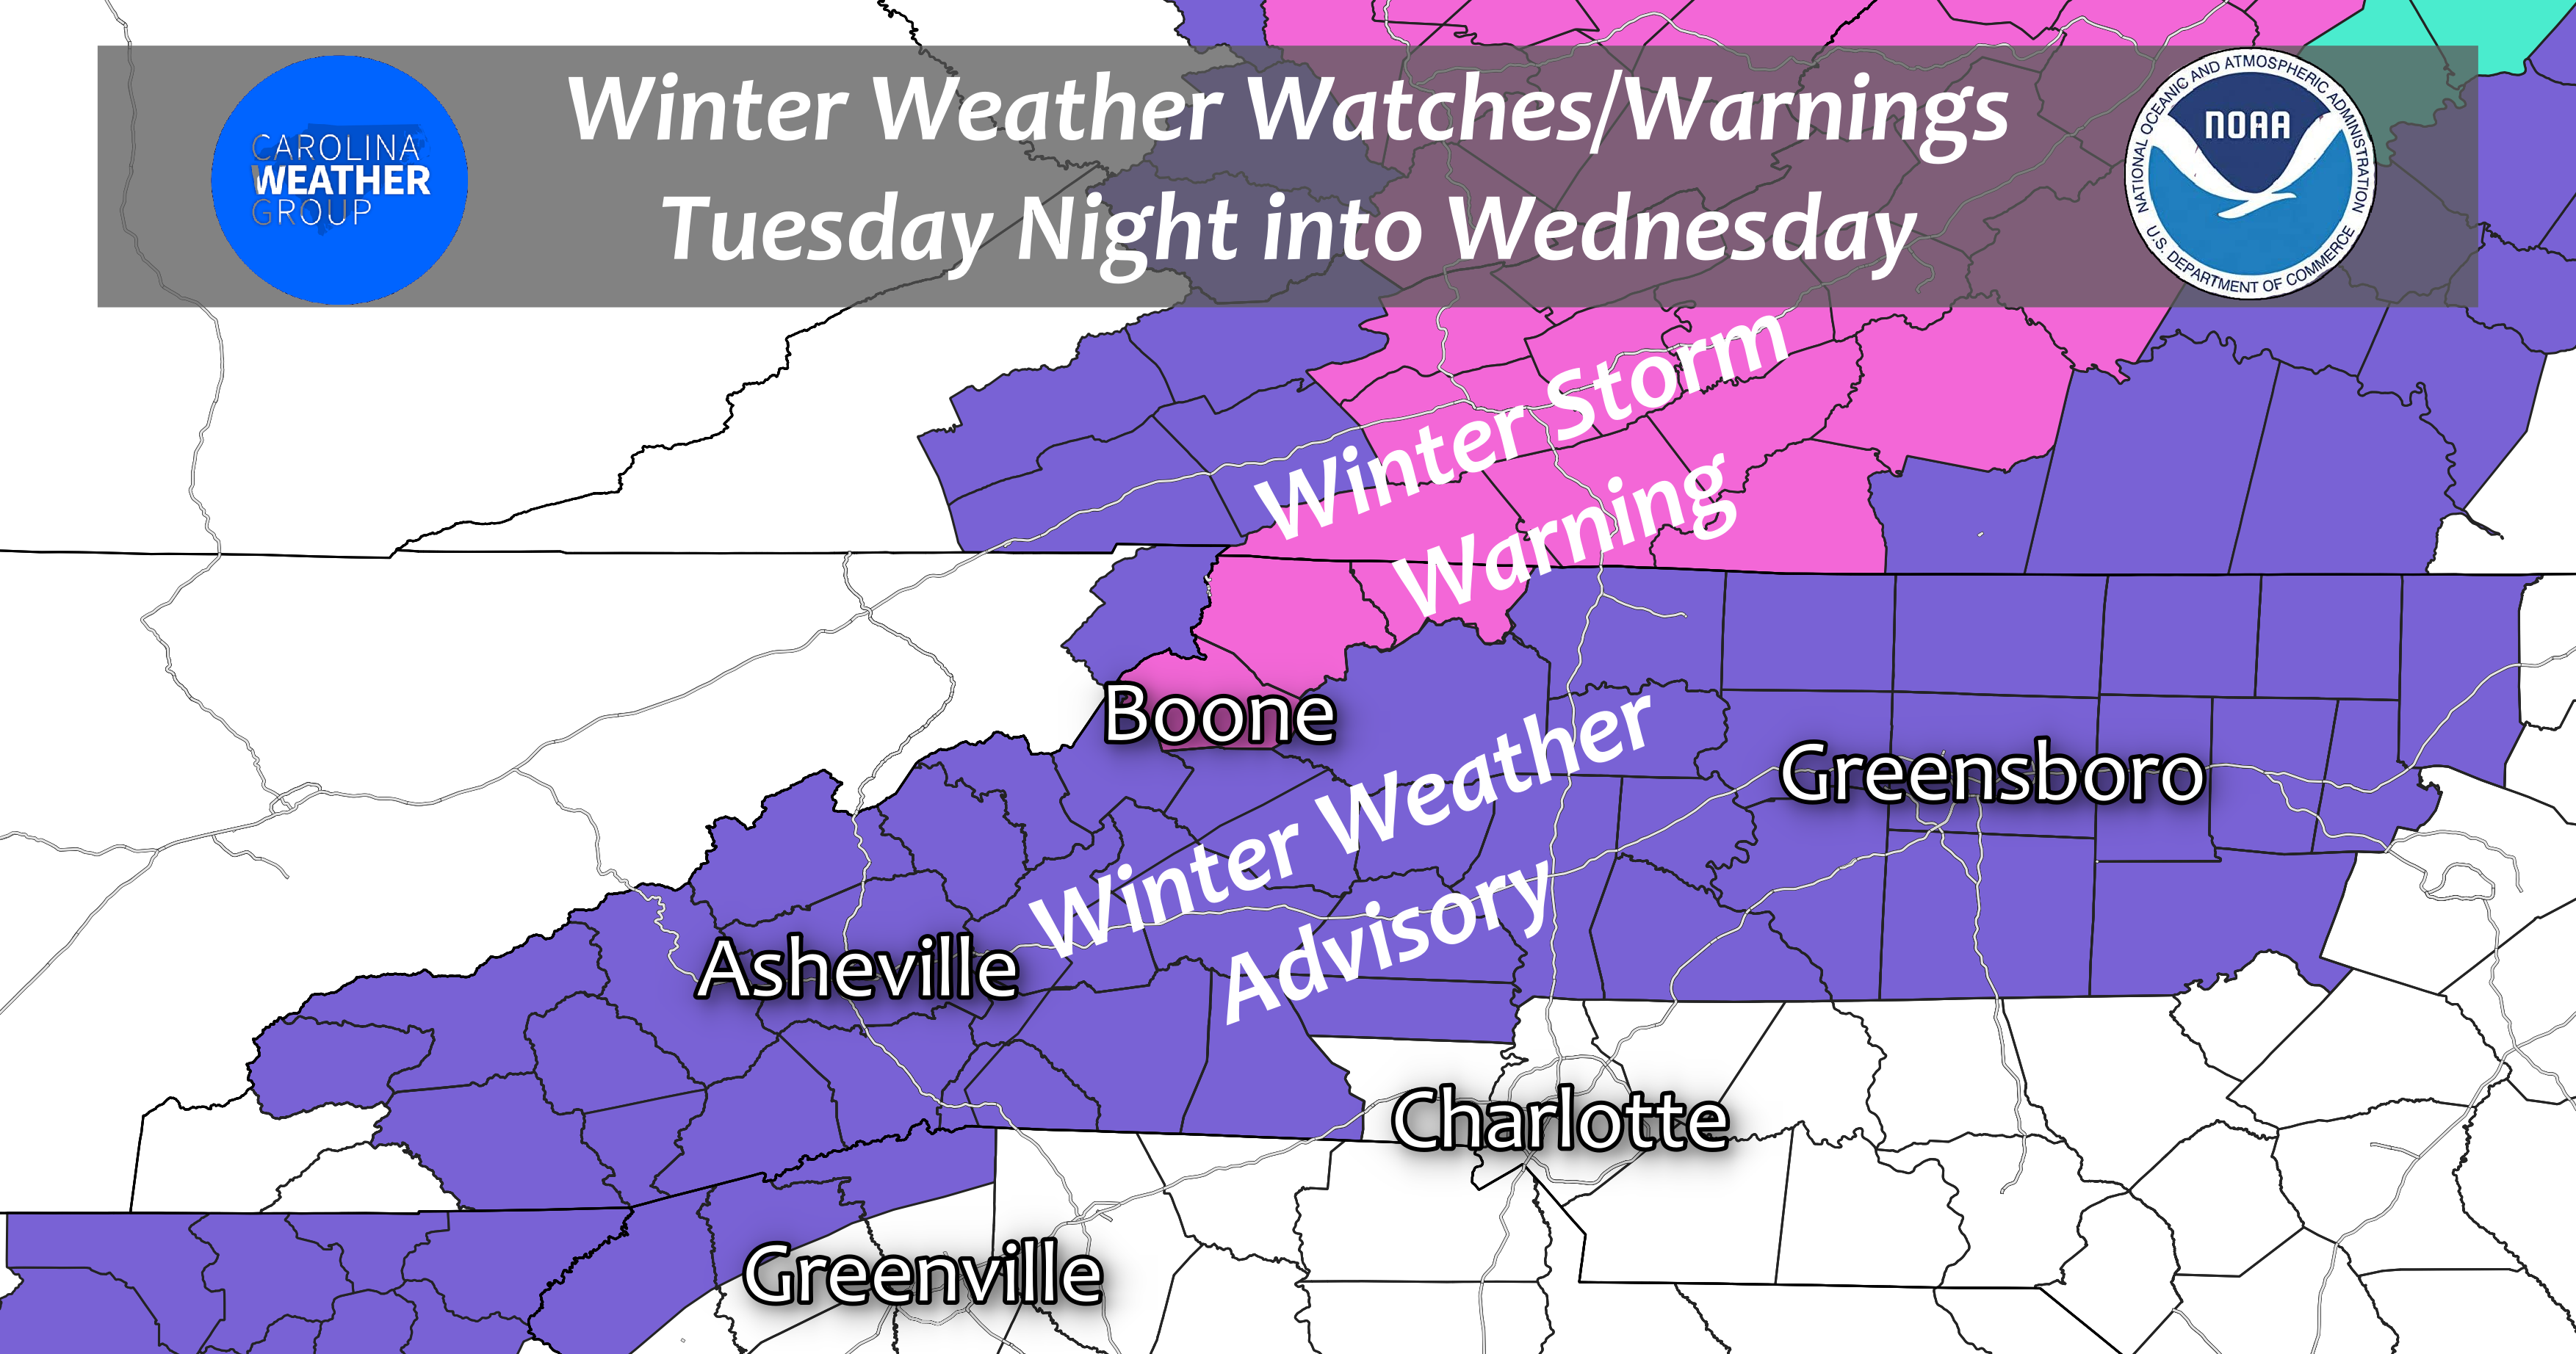 Winter Weather Watches/Warnings
Tuesday Night into Wednesday
CAROLINA
WEATHER
GROUP
NATIONAL OCEANIC AND ATMOSPHERIC ADMINISTRATION
NOAA
U.S. DEPARTMENT OF COMMERCE
Winter Storm
Warning
Boone
Greensboro
Winter Weather
Advisory
Asheville
Charlotte
Greenville